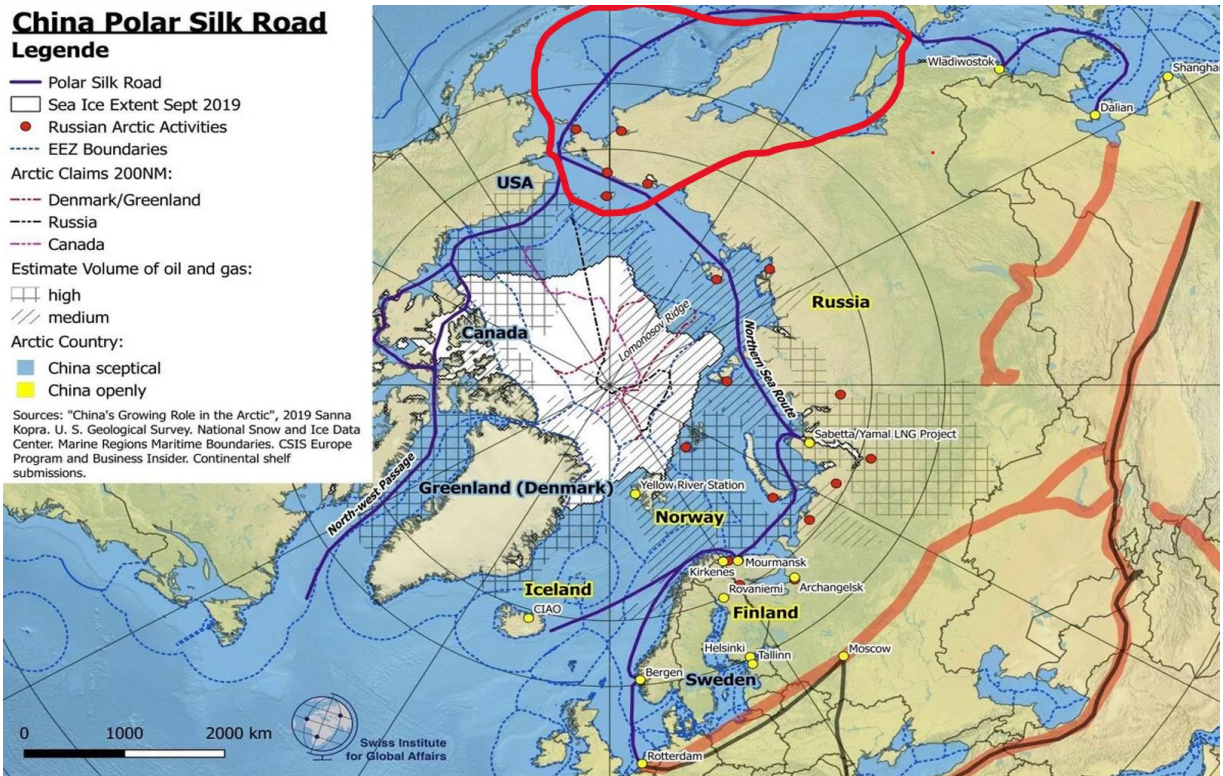 China Polar Silk Road
Legende
Polar Silk Road
Sea Ice Extent Sept 2019
Russian Arctic Activities
EEZ Boundaries
Arctic Claims 200NM:
Denmark/Greenland
Russia
Canada
Estimate Volume of oil and gas:
high
medium
Arctic Country:
China sceptical
China openly
Sources: "China's Growing Role in the Arctic", 2019 Sanna
Kopra. U. S. Geological Survey. National Snow and Ice Data
Center. Marine Regions Maritime Boundaries. CSIS Europe
Program and Business Insider. Continental shelf
submissions.
Wladiwostok
Shangha
Dalian
USA
Russia
Canada
Lomonosov Ridge
Northern Sea Route
Sabetta/Yamal LNG Project
North-west Passage
Greenland (Denmark)
Yellow River Station
Norway
Kirkenes
Mourmansk
Rovaniemi
Archangelsk
Iceland
CIAO
Finland
Helsinki
Tallinn
Moscow
Sweden
Bergen
Rotterdam
0 1000 2000 km
Swiss Institute
for Global Affairs